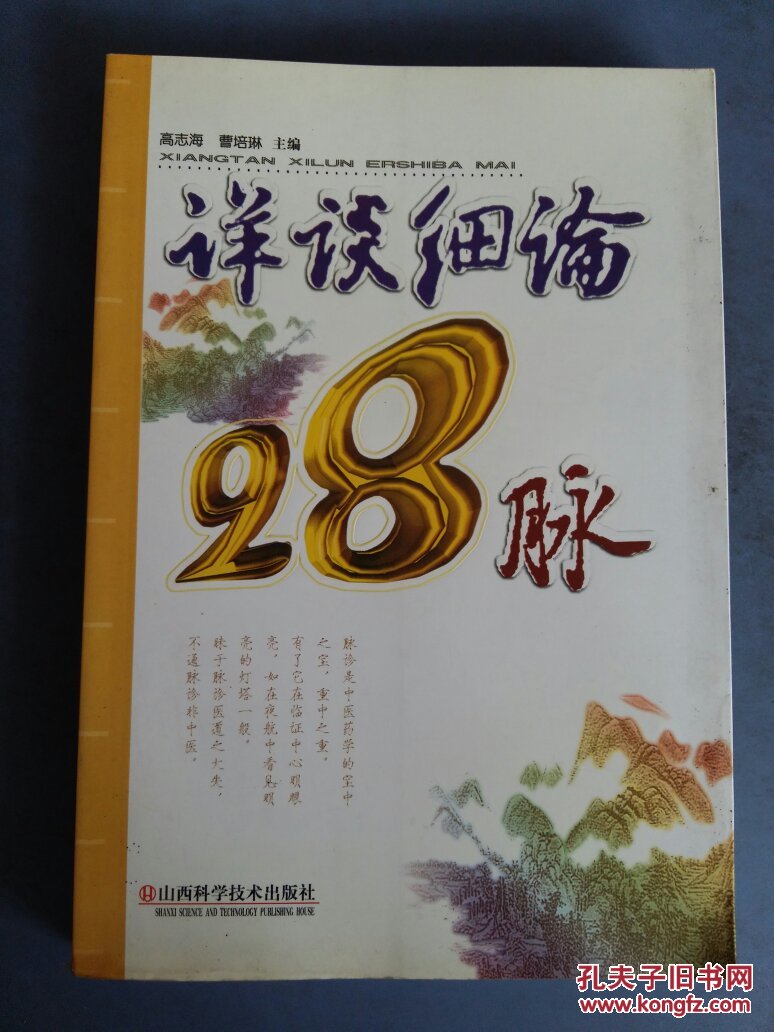 高志海 曹培琳 主编
XIANGTAN XILUN ERSHIBA MAI
详谈细论
28脉
脉诊是中医药学的宝中
之宝，重中之重。
有了它在临证中心明眼
亮，如在夜航中看见明
亮的灯塔一般。
昧于脉诊医道之大失，
不通脉诊非中医。
山西科学技术出版社
SHANXI SCIENCE AND TECHNOLOGY PUBLISHING HOUSE
孔夫子旧书网
www.kongfz.com